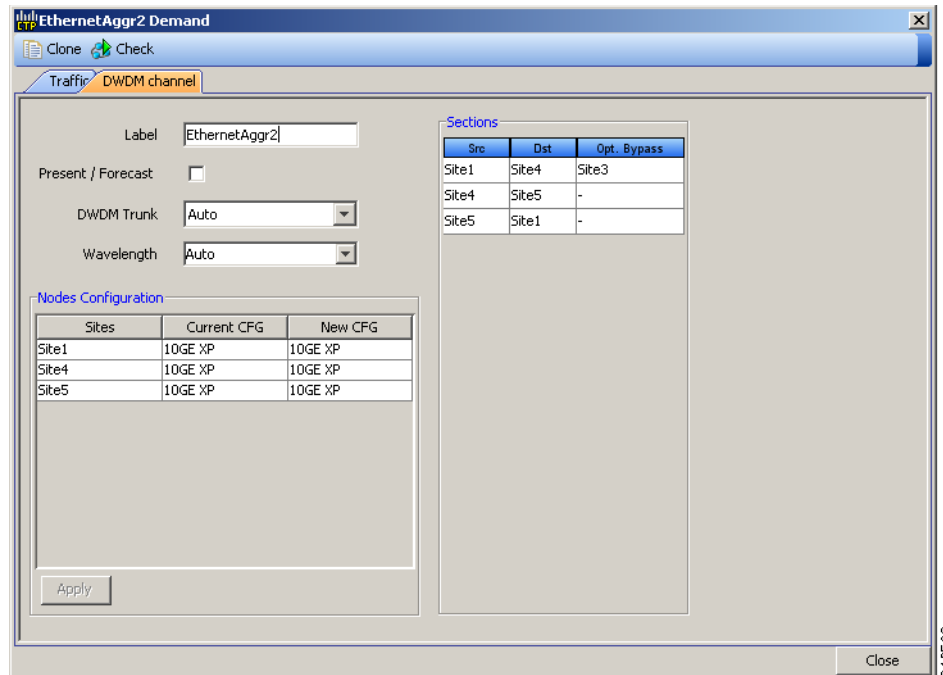 CTP EthernetAggr2 Demand
Clone Check
Traffic DWDM channel
Label EthernetAggr2
Present / Forecast
DWDM Trunk Auto
Wavelength Auto
Nodes Configuration
Sites Current CFG New CFG
Site1 10GE XP 10GE XP
Site4 10GE XP 10GE XP
Site5 10GE XP 10GE XP
Apply
Sections
Src Dst Opt. Bypass
Site1 Site4 Site3
Site4 Site5 -
Site5 Site1 -
Close